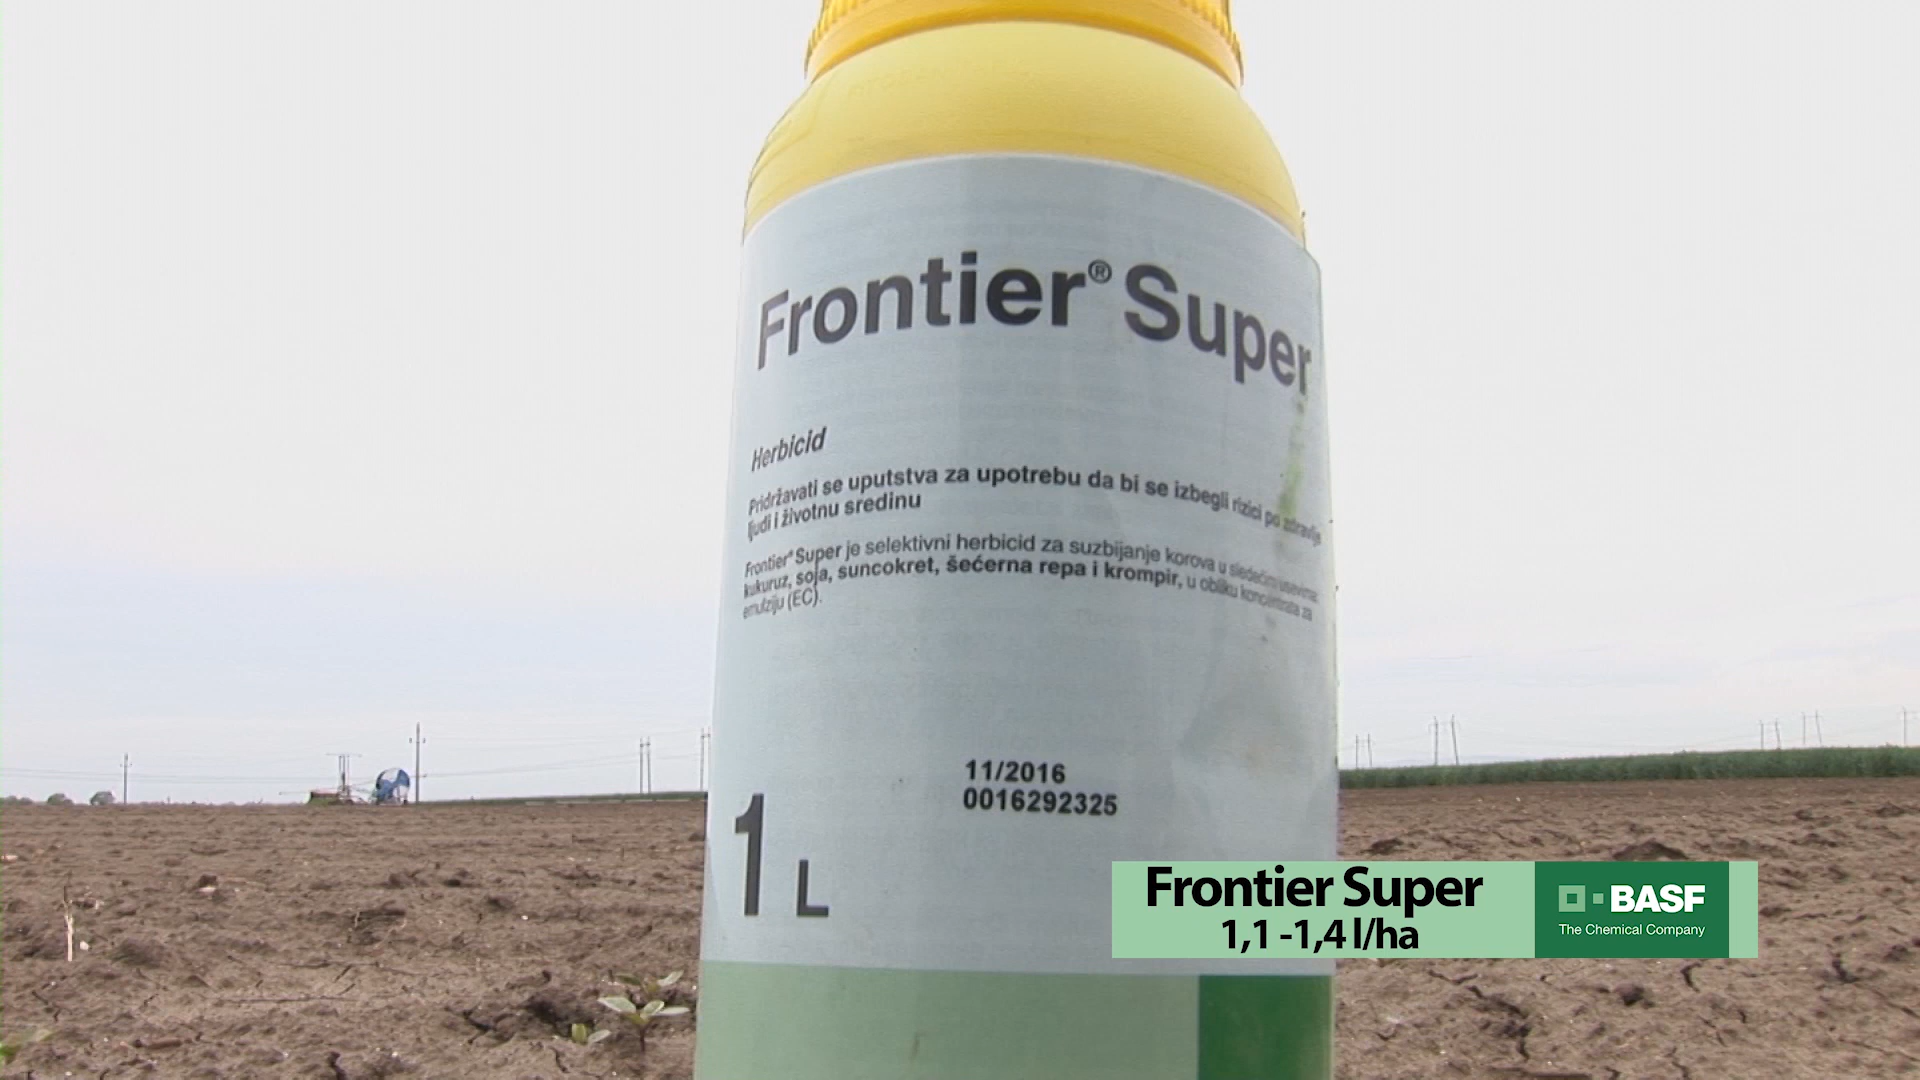 Frontier® Super
Herbicid
Pridržavati se uputstva za upotrebu da bi se izbegli rizici po zdravlje
ljudi i životnu sredinu
Frontier® Super je selektivni herbicid za suzbijanje korova u sledećim usevima:
kukuruz, soja, suncokret, šećerna repa i krompir, u obliku koncentrata za
emulziju (EC).
11/2016
0016292325
1 L
Frontier Super
1,1 -1,4 l/ha
BASF
The Chemical Company